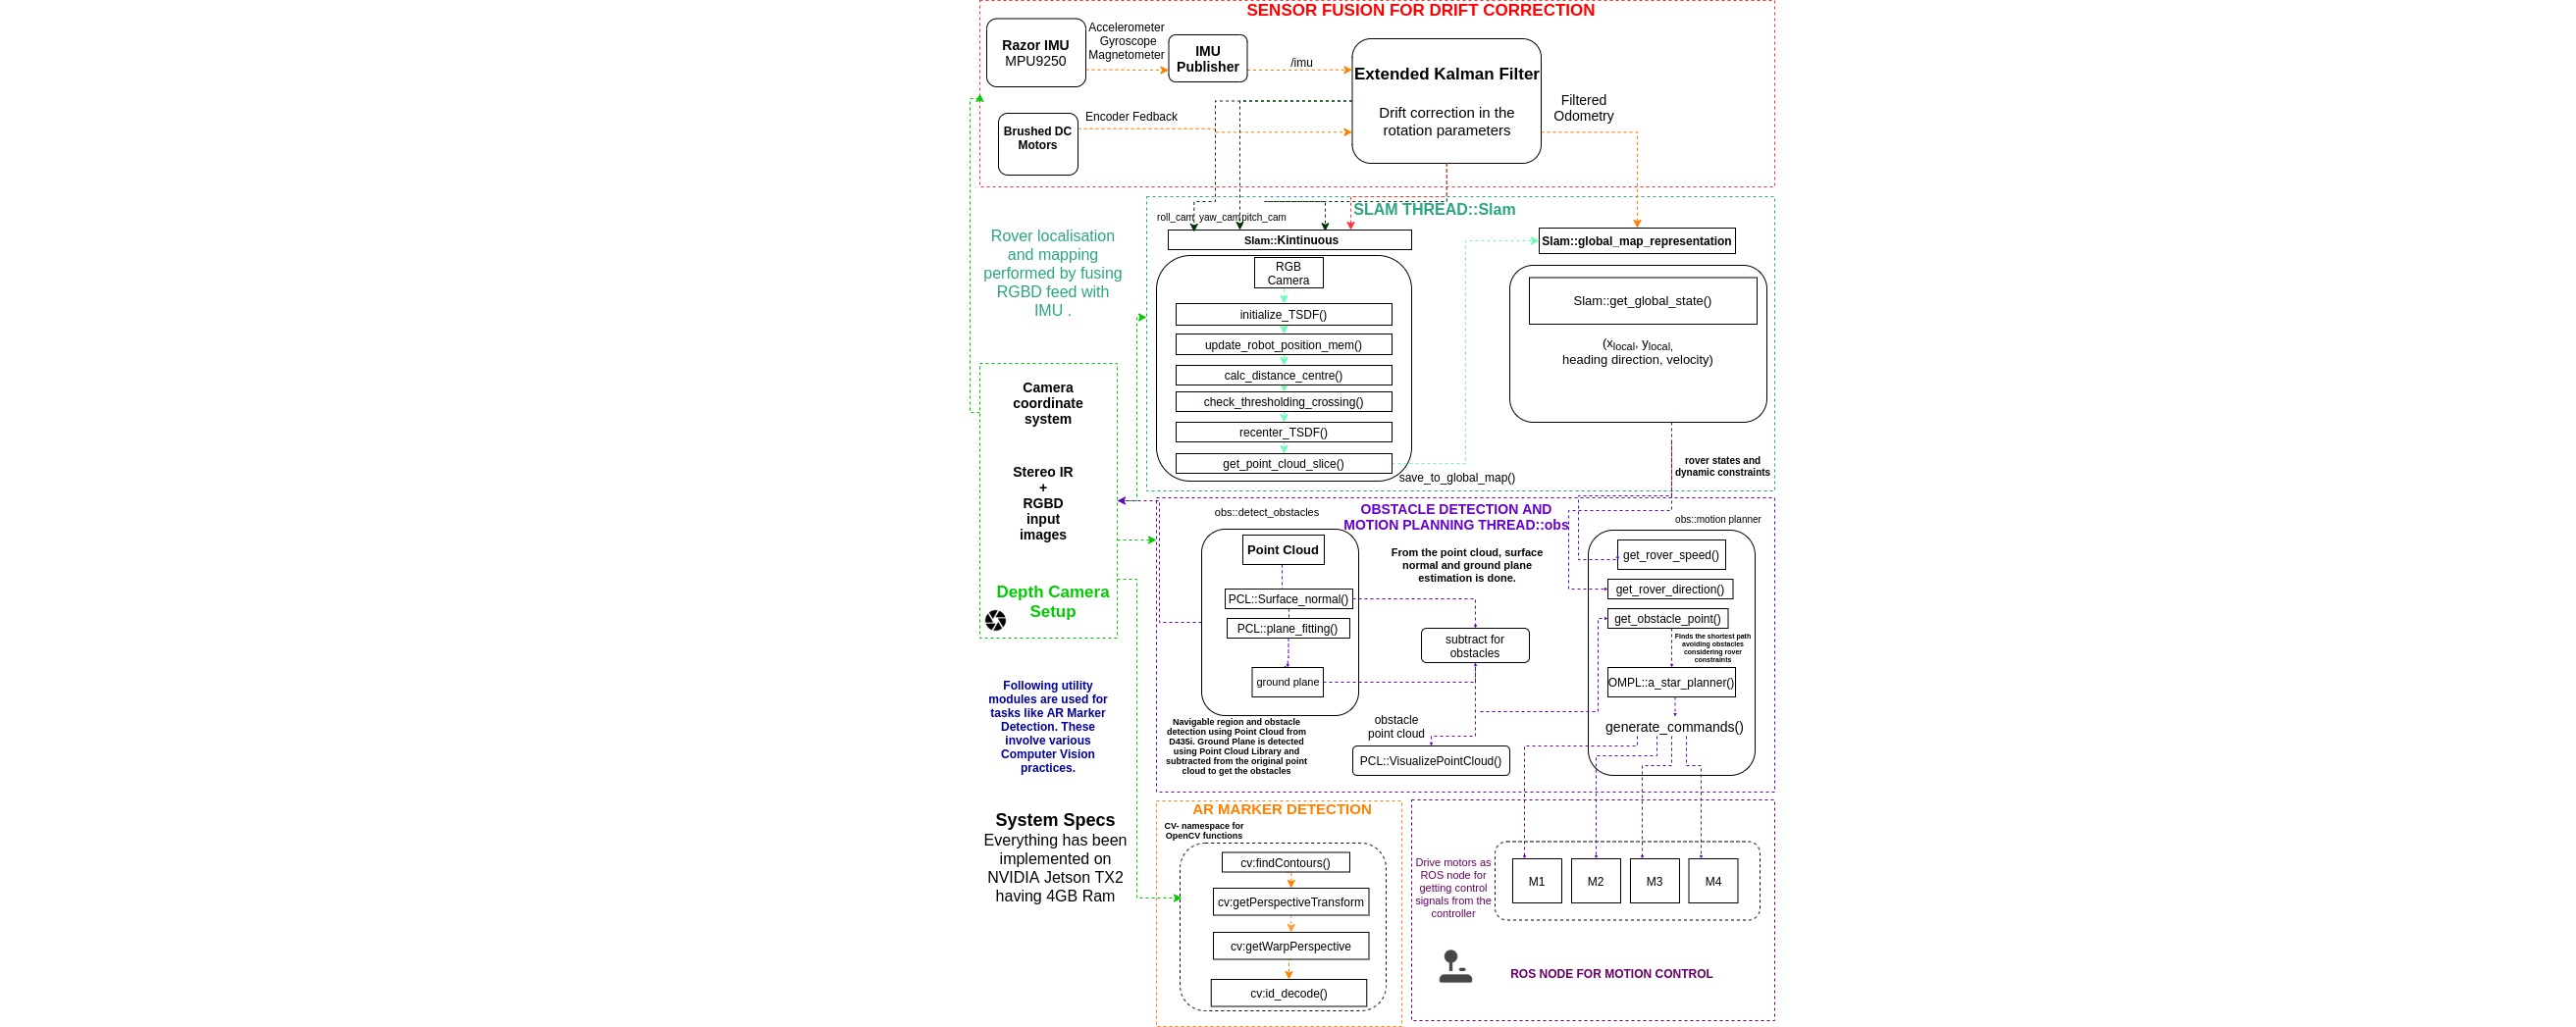 SENSOR FUSION FOR DRIFT CORRECTION
Razor IMU
MPU9250
Accelerometer
Gyroscope
Magnetometer
IMU
Publisher
/imu
Extended Kalman Filter
Drift correction in the
rotation parameters
Filtered
Odometry
Brushed DC
Motors
Encoder Fedback
SLAM THREAD::Slam
roll_cam
yaw_cam
pitch_cam
Slam::Kintinuous
RGB
Camera
initialize_TSDF()
update_robot_position_mem()
calc_distance_centre()
check_thresholding_crossing()
recenter_TSDF()
get_point_cloud_slice()
save_to_global_map()
Slam::global_map_representation
Slam::get_global_state()
(xlocal, ylocal,
heading direction, velocity)
rover states and
dynamic constraints
Rover localisation
and mapping
performed by fusing
RGBD feed with
IMU .
Camera
coordinate
system
Stereo IR
+
RGBD
input
images
Depth Camera
Setup
OBSTACLE DETECTION AND
MOTION PLANNING THREAD::obs
obs::detect_obstacles
Point Cloud
PCL::Surface_normal()
PCL::plane_fitting()
ground plane
From the point cloud, surface
normal and ground plane
estimation is done.
subtract for
obstacles
obstacle
point cloud
PCL::VisualizePointCloud()
Navigable region and obstacle
detection using Point Cloud from
D435i. Ground Plane is detected
using Point Cloud Library and
subtracted from the original point
cloud to get the obstacles
obs::motion planner
get_rover_speed()
get_rover_direction()
get_obstacle_point()
Finds the shortest path
avoiding obstacles
considering rover
constraints
OMPL::a_star_planner()
generate_commands()
Following utility
modules are used for
tasks like AR Marker
Detection. These
involve various
Computer Vision
practices.
System Specs
Everything has been
implemented on
NVIDIA Jetson TX2
having 4GB Ram
AR MARKER DETECTION
CV- namespace for
OpenCV functions
cv:findContours()
cv:getPerspectiveTransform
cv:getWarpPerspective
cv:id_decode()
Drive motors as
ROS node for
getting control
signals from the
controller
M1
M2
M3
M4
ROS NODE FOR MOTION CONTROL